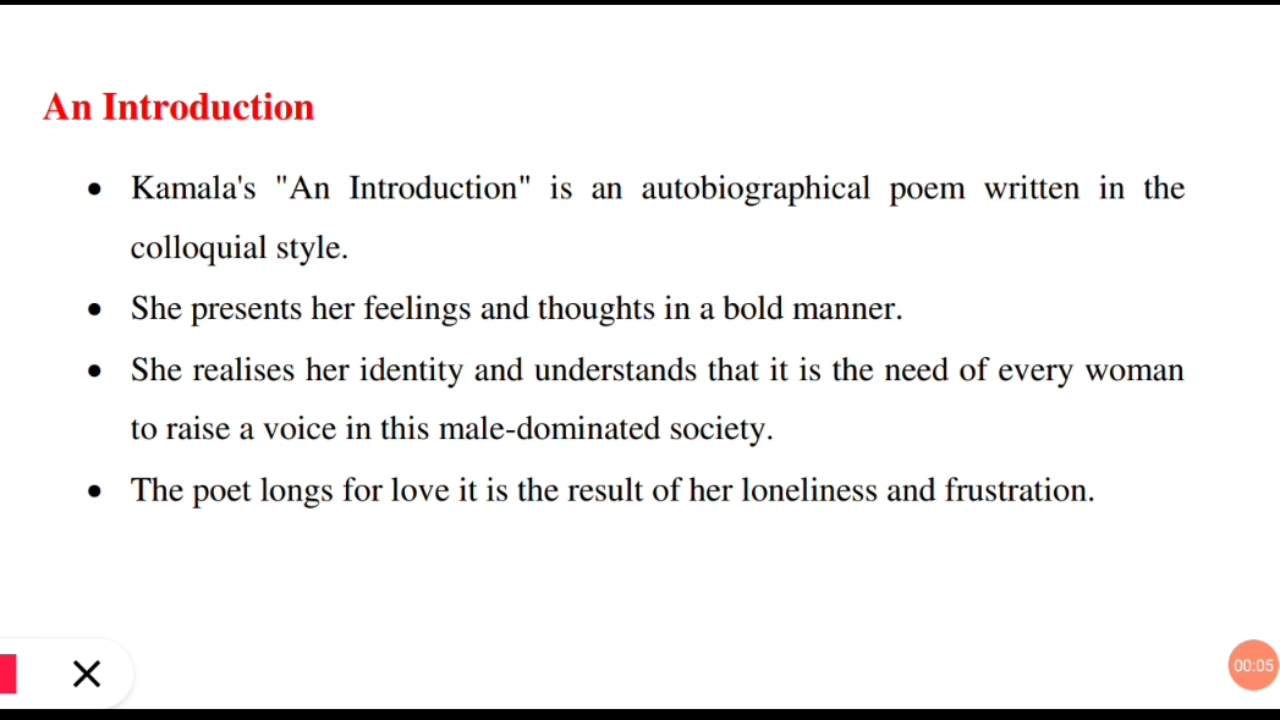 An Introduction
• Kamala's "An Introduction" is an autobiographical poem written in the
colloquial style.
• She presents her feelings and thoughts in a bold manner.
• She realises her identity and understands that it is the need of every woman
to raise a voice in this male-dominated society.
• The poet longs for love it is the result of her loneliness and frustration.
00:05